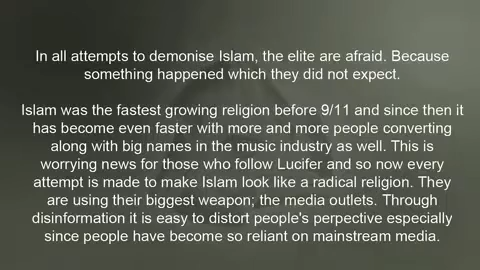 In all attempts to demonise Islam, the elite are afraid. Because
something happened which they did not expect.
Islam was the fastest growing religion before 9/11 and since then it
has become even faster with more and more people converting
along with big names in the music industry as well. This is
worrying news for those who follow Lucifer and so now every
attempt is made to make Islam look like a radical religion. They
are using their biggest weapon; the media outlets. Through
disinformation it is easy to distort people's perpective especially
since people have become so reliant on mainstream media.